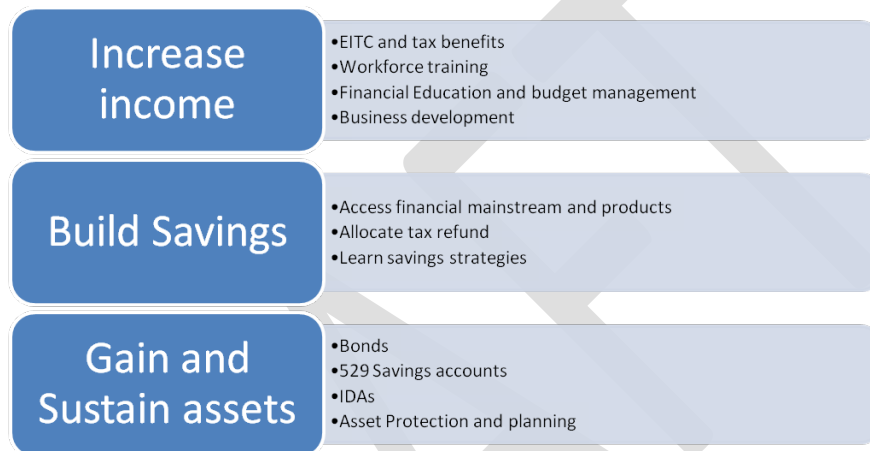 Increase
income
•EITC and tax benefits
•Workforce training
•Financial Education and budget management
•Business development
Build Savings
•Access financial mainstream and products
•Allocate tax refund
•Learn savings strategies
Gain and
Sustain assets
•Bonds
•529 Savings accounts
•IDAs
•Asset Protection and planning